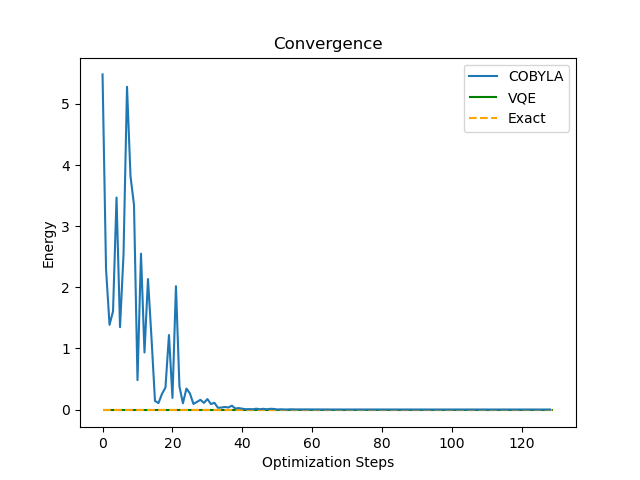 Convergence
COBYLA
VQE
Exact
Energy
5
4
3
2
1
0
0 20 40 60 80 100 120
Optimization Steps